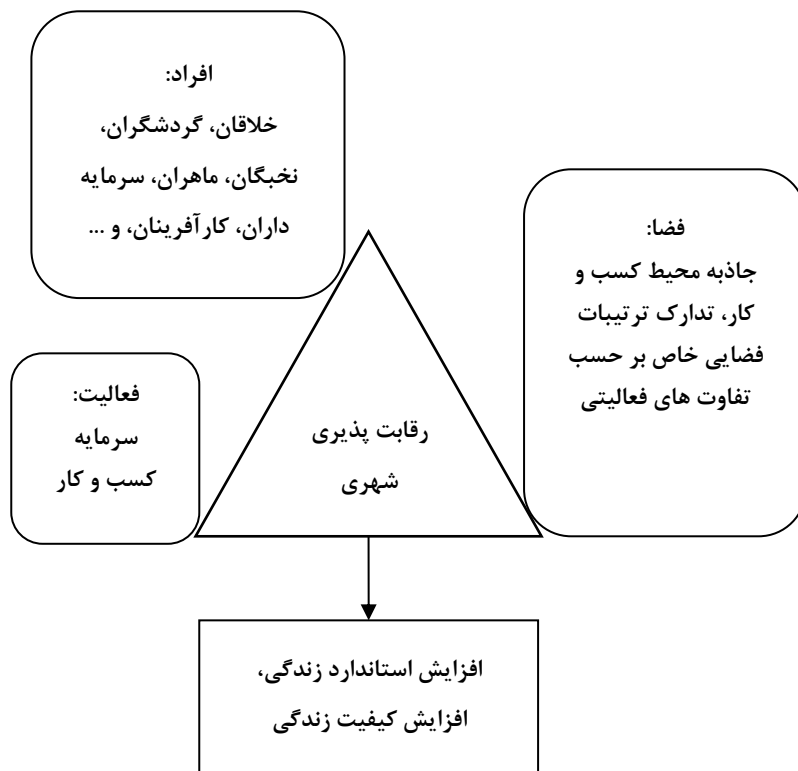 افراد:
خلاقان، گردشگران،
نخبگان، ماهران، سرمایه
داران، کارآفرینان، و ...
فضا:
جاذبه محیط کسب و
کار، تدارک ترتیبات
فضایی خاص بر حسب
تفاوت های فعالیتی
فعالیت:
سرمایه
کسب و کار
رقابت پذیری
شهری
افزایش استاندارد زندگی،
افزایش کیفیت زندگی